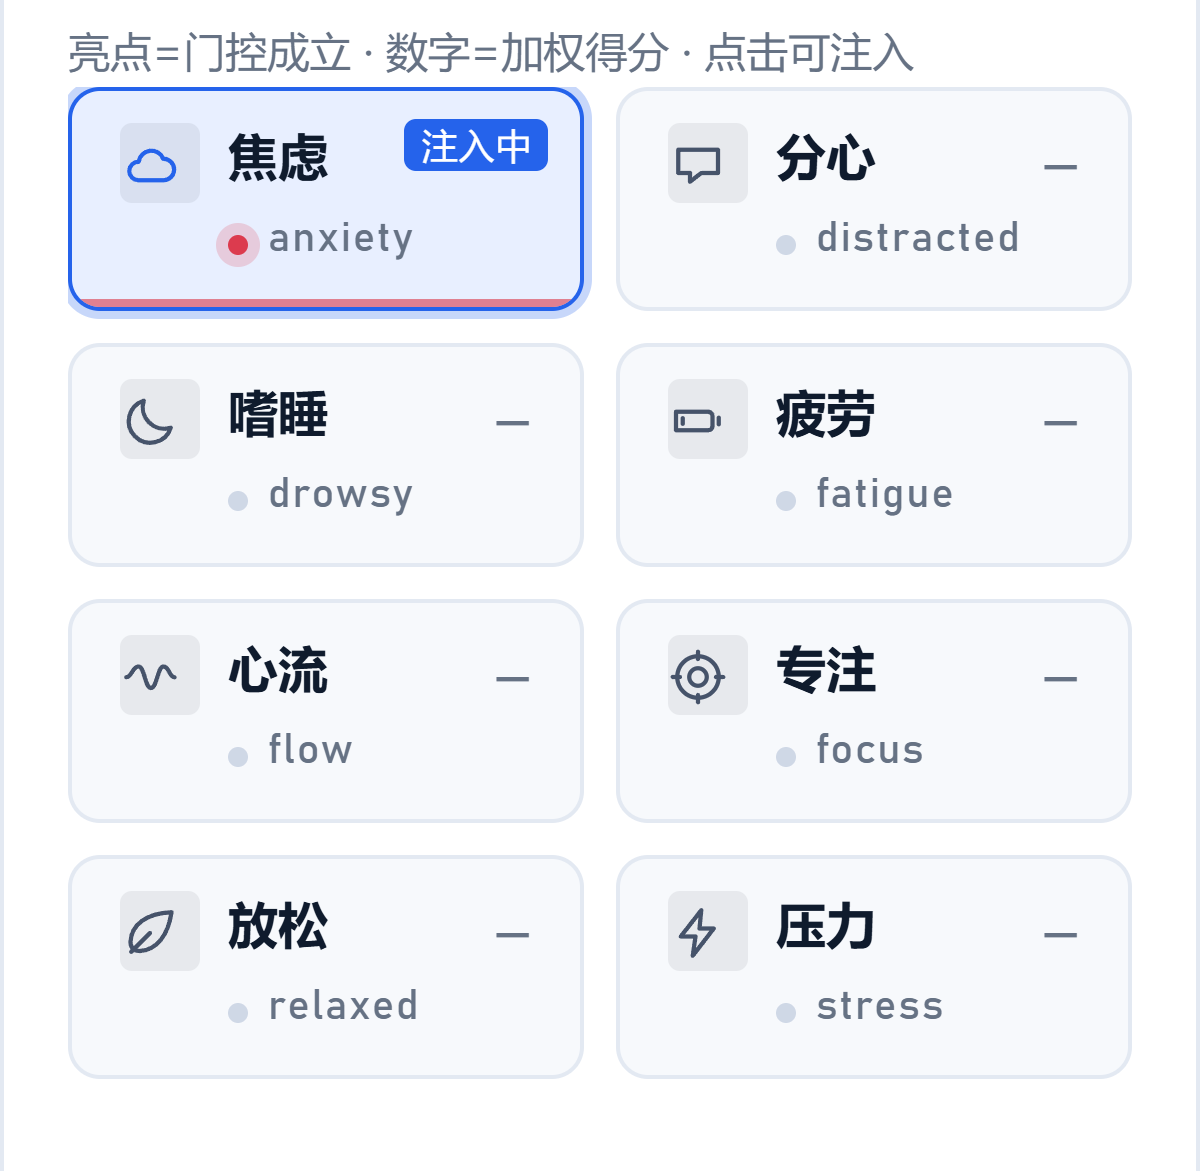 亮点=门控成立 · 数字=加权得分 · 点击可注入
焦虑 注入中
anxiety
分心 —
distracted
嗜睡 —
drowsy
疲劳 —
fatigue
心流 —
flow
专注 —
focus
放松 —
relaxed
压力 —
stress